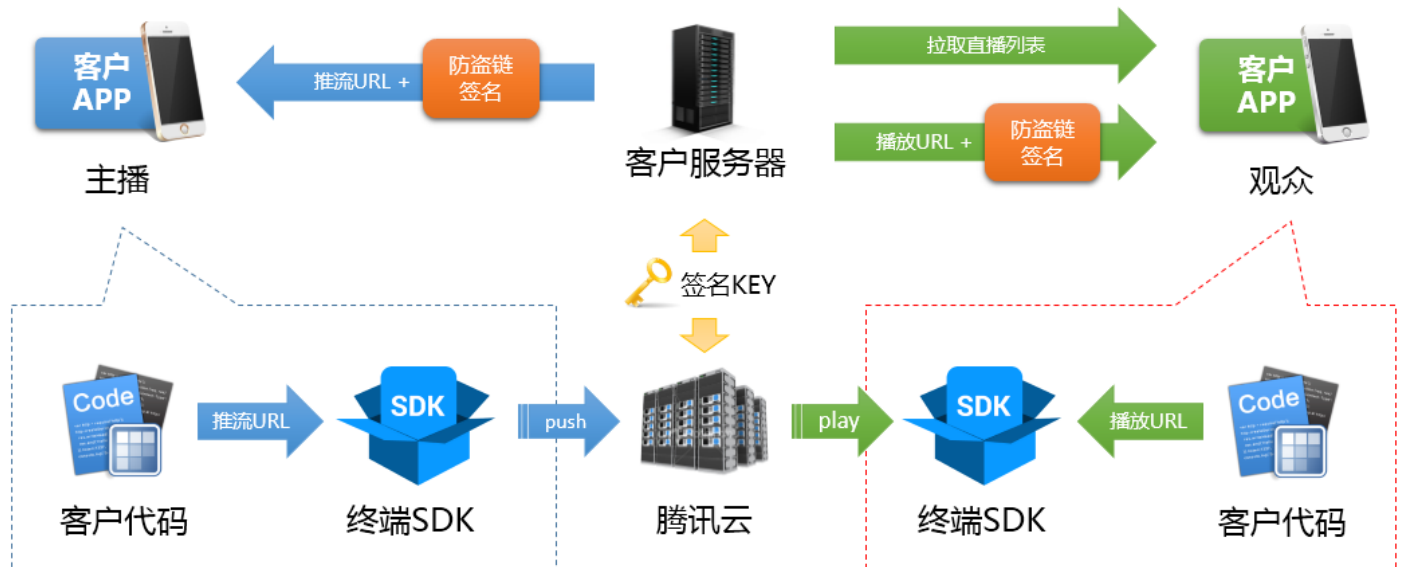 客户
APP
推流URL +
防盗链
签名
拉取直播列表
客户
APP
播放URL +
防盗链
签名
客户服务器
主播
观众
签名KEY
Code
推流URL
SDK
push
play
SDK
播放URL
Code
客户代码
终端SDK
腾讯云
终端SDK
客户代码